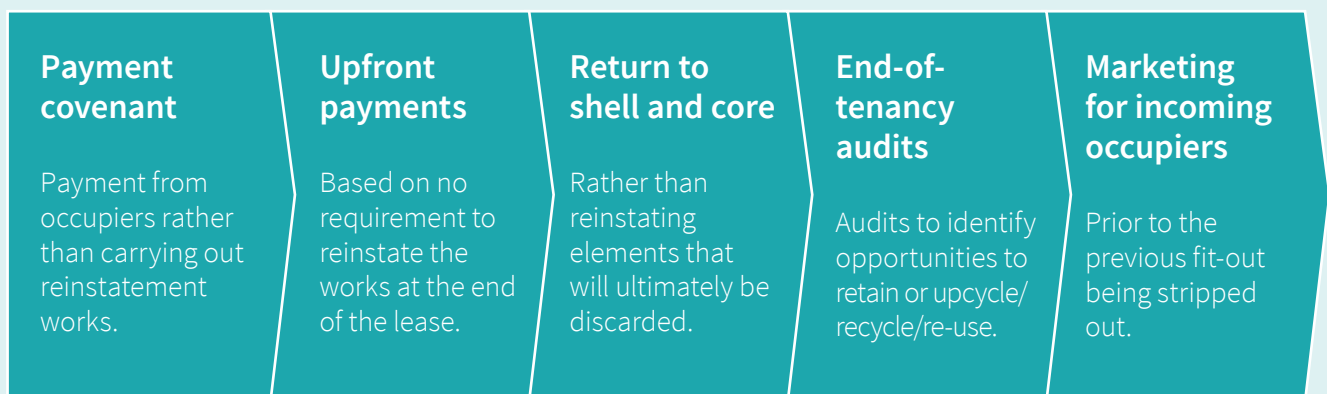 Payment
covenant
Payment from
occupiers rather
than carrying out
reinstatement
works.
Upfront
payments
Based on no
requirement to
reinstate the
works at the end
of the lease.
Return to
shell and core
Rather than
reinstating
elements that
will ultimately be
discarded.
End-of-
tenancy
audits
Audits to identify
opportunities to
retain or upcycle/
recycle/re-use.
Marketing
for incoming
occupiers
Prior to the
previous fit-out
being stripped
out.